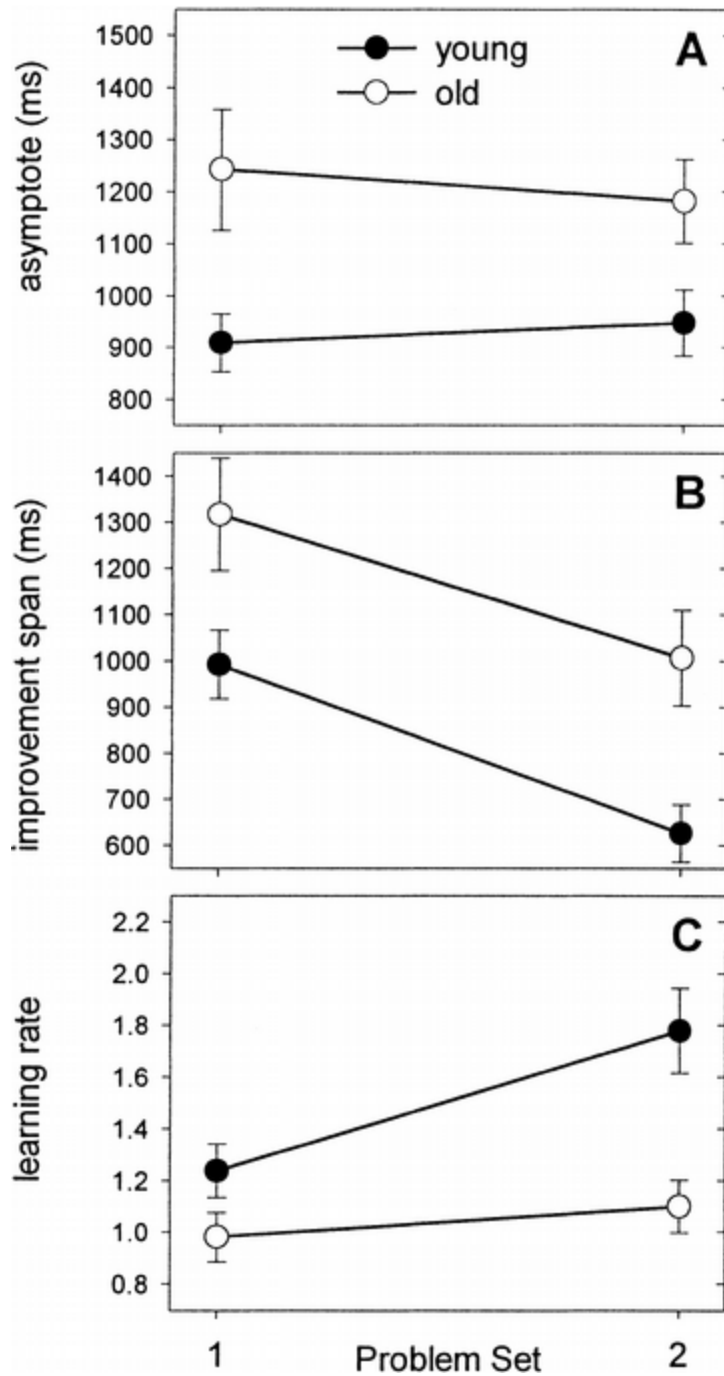 A
young
old
asymptote (ms)
1500
1400
1300
1200
1100
1000
900
800
B
improvement span (ms)
1400
1300
1200
1100
1000
900
800
700
600
C
learning rate
2.2
2.0
1.8
1.6
1.4
1.2
1.0
0.8
1 Problem Set 2